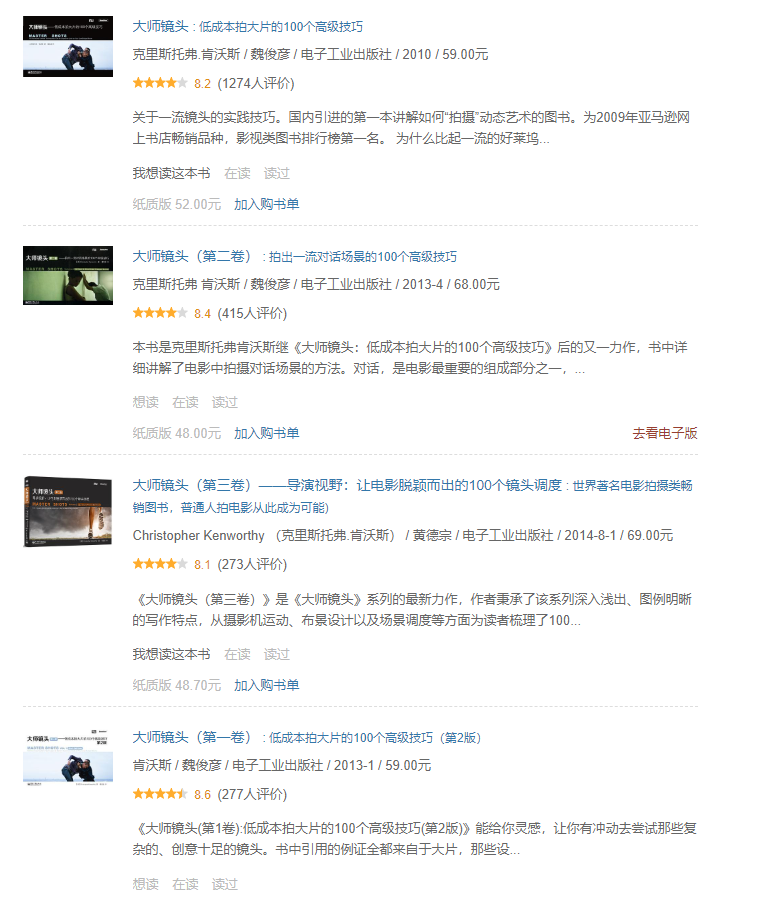 大师镜头 : 低成本拍大片的100个高级技巧
克里斯托弗.肯沃斯 / 魏俊彦 / 电子工业出版社 / 2010 / 59.00元
8.2 (1274人评价)
关于一流镜头的实践技巧。国内引进的第一本讲解如何“拍摄”动态艺术的图书。为2009年亚马逊网
上书店畅销品种，影视类图书排行榜第一名。 为什么比起一流的好莱坞...
我想读这本书 在读 读过
纸质版 52.00元 加入购书单
大师镜头（第二卷） : 拍出一流对话场景的100个高级技巧
克里斯托弗 肯沃斯 / 魏俊彦 / 电子工业出版社 / 2013-4 / 68.00元
8.4 (415人评价)
本书是克里斯托弗肯沃斯继《大师镜头：低成本拍大片的100个高级技巧》后的又一力作，书中详
细讲解了电影中拍摄对话场景的方法。对话，是电影最重要的组成部分之一，...
想读 在读 读过
纸质版 48.00元 加入购书单 去看电子版
大师镜头（第三卷）——导演视野：让电影脱颖而出的100个镜头调度 : 世界著名电影拍摄类畅
销图书，普通人拍电影从此成为可能）
Christopher Kenworthy （克里斯托弗.肯沃斯） / 黄德宗 / 电子工业出版社 / 2014-8-1 / 69.00元
8.1 (273人评价)
《大师镜头（第三卷）》是《大师镜头》系列的最新力作，作者秉承了该系列深入浅出、图例明晰
的写作特点，从摄影机运动、布景设计以及场景调度等方面为读者梳理了100...
我想读这本书 在读 读过
纸质版 48.70元 加入购书单
大师镜头（第一卷） : 低成本拍大片的100个高级技巧（第2版）
肯沃斯 / 魏俊彦 / 电子工业出版社 / 2013-1 / 59.00元
8.6 (277人评价)
《大师镜头(第1卷):低成本拍大片的100个高级技巧(第2版)》能给你灵感，让你有冲动去尝试那些复
杂的、创意十足的镜头。书中引用的例证全都来自于大片，那些设...
想读 在读 读过